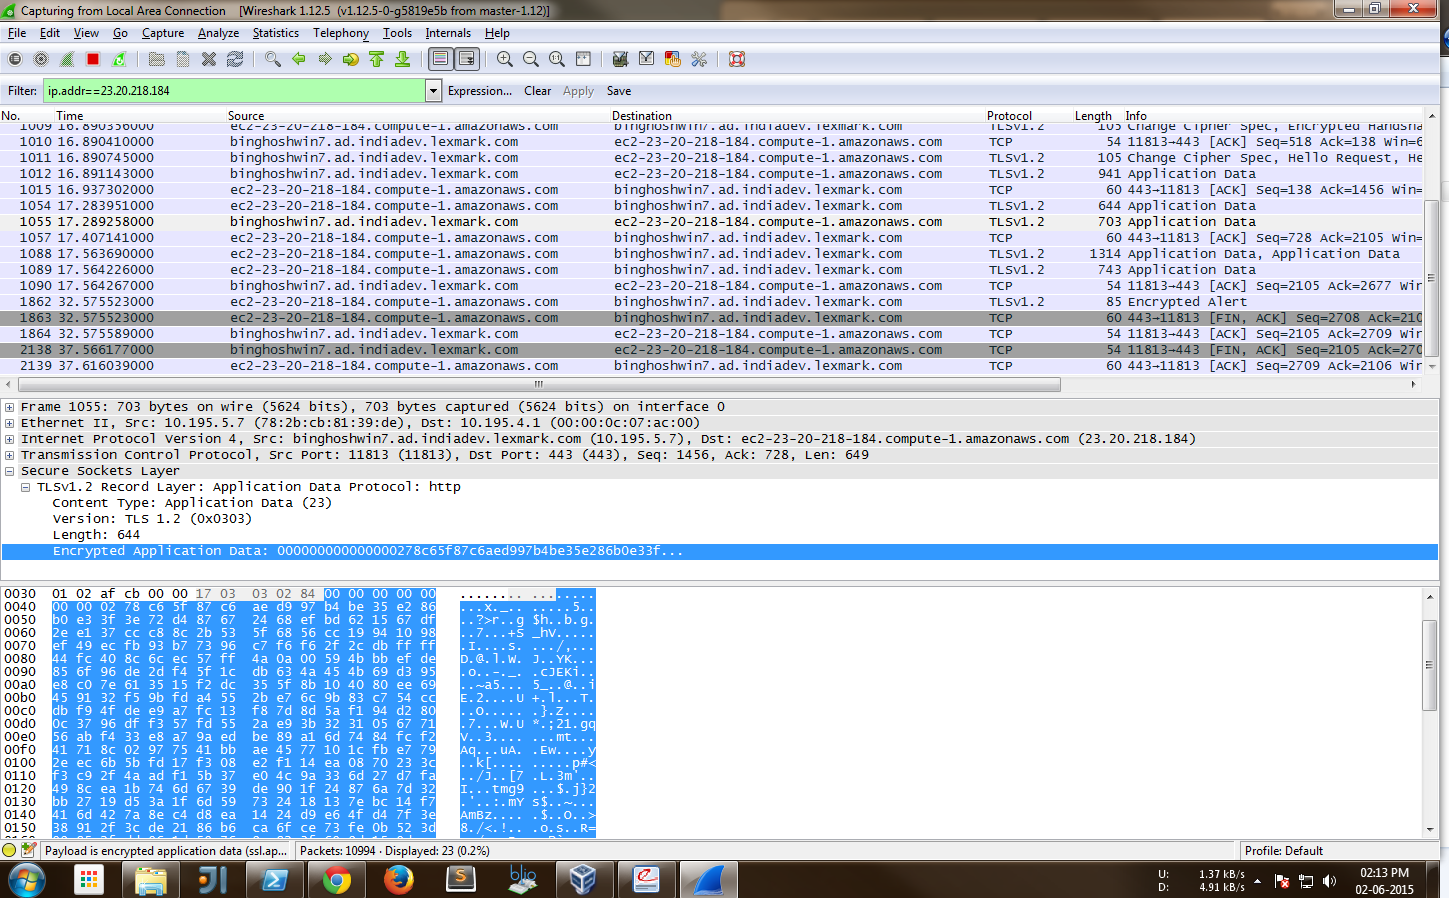 Capturing from Local Area Connection [Wireshark 1.12.5 (v1.12.5-0-g5819e5b from master-1.12)]
File Edit View Go Capture Analyze Statistics Telephony Tools Internals Help
Filter: ip.addr==23.20.218.184 Expression... Clear Apply Save
No. Time Source Destination Protocol Length Info
1009 16.890356000 ec2-23-20-218-184.compute-1.amazonaws.com binghoshwin7.ad.indiadev.lexmark.com TLSv1.2 105 Change Cipher Spec, Encrypted Handsha
1010 16.890410000 binghoshwin7.ad.indiadev.lexmark.com ec2-23-20-218-184.compute-1.amazonaws.com TCP 54 11813→443 [ACK] Seq=518 Ack=138 Win=6
1011 16.890745000 binghoshwin7.ad.indiadev.lexmark.com ec2-23-20-218-184.compute-1.amazonaws.com TLSv1.2 105 Change Cipher Spec, Hello Request, He
1012 16.891143000 binghoshwin7.ad.indiadev.lexmark.com ec2-23-20-218-184.compute-1.amazonaws.com TLSv1.2 941 Application Data
1015 16.937302000 ec2-23-20-218-184.compute-1.amazonaws.com binghoshwin7.ad.indiadev.lexmark.com TCP 60 443→11813 [ACK] Seq=138 Ack=1456 Win=
1054 17.283951000 ec2-23-20-218-184.compute-1.amazonaws.com binghoshwin7.ad.indiadev.lexmark.com TLSv1.2 644 Application Data
1055 17.289258000 binghoshwin7.ad.indiadev.lexmark.com ec2-23-20-218-184.compute-1.amazonaws.com TLSv1.2 703 Application Data
1057 17.407141000 ec2-23-20-218-184.compute-1.amazonaws.com binghoshwin7.ad.indiadev.lexmark.com TCP 60 443→11813 [ACK] Seq=728 Ack=2105 Win=
1088 17.563690000 ec2-23-20-218-184.compute-1.amazonaws.com binghoshwin7.ad.indiadev.lexmark.com TLSv1.2 1314 Application Data, Application Data
1089 17.564226000 ec2-23-20-218-184.compute-1.amazonaws.com binghoshwin7.ad.indiadev.lexmark.com TLSv1.2 743 Application Data
1090 17.564267000 binghoshwin7.ad.indiadev.lexmark.com ec2-23-20-218-184.compute-1.amazonaws.com TCP 54 11813→443 [ACK] Seq=2105 Ack=2677 Win
1862 32.575523000 ec2-23-20-218-184.compute-1.amazonaws.com binghoshwin7.ad.indiadev.lexmark.com TLSv1.2 85 Encrypted Alert
1863 32.575523000 ec2-23-20-218-184.compute-1.amazonaws.com binghoshwin7.ad.indiadev.lexmark.com TCP 60 443→11813 [FIN, ACK] Seq=2708 Ack=210
1864 32.575589000 binghoshwin7.ad.indiadev.lexmark.com ec2-23-20-218-184.compute-1.amazonaws.com TCP 54 11813→443 [ACK] Seq=2105 Ack=2709 Win
2138 37.566177000 binghoshwin7.ad.indiadev.lexmark.com ec2-23-20-218-184.compute-1.amazonaws.com TCP 54 11813→443 [FIN, ACK] Seq=2105 Ack=270
2139 37.616039000 ec2-23-20-218-184.compute-1.amazonaws.com binghoshwin7.ad.indiadev.lexmark.com TCP 60 443→11813 [ACK] Seq=2709 Ack=2106 Win
Frame 1055: 703 bytes on wire (5624 bits), 703 bytes captured (5624 bits) on interface 0
Ethernet II, Src: 10.195.5.7 (78:2b:cb:81:39:de), Dst: 10.195.4.1 (00:00:0c:07:ac:00)
Internet Protocol Version 4, Src: binghoshwin7.ad.indiadev.lexmark.com (10.195.5.7), Dst: ec2-23-20-218-184.compute-1.amazonaws.com (23.20.218.184)
Transmission Control Protocol, Src Port: 11813 (11813), Dst Port: 443 (443), Seq: 1456, Ack: 728, Len: 649
Secure Sockets Layer
TLSv1.2 Record Layer: Application Data Protocol: http
Content Type: Application Data (23)
Version: TLS 1.2 (0x0303)
Length: 644
Encrypted Application Data: 000000000000000278c65f87c6aed997b4be35e286b0e33f...
0030 01 02 af cb 00 00 17 03 03 02 84 00 00 00 00 00 ........ ........
0040 00 00 02 78 c6 5f 87 c6 ae d9 97 b4 be 35 e2 86 ...x._.. .....5..
0050 b0 e3 3f 3e 72 d4 87 67 24 68 ef bd 62 15 67 df ..?>r..g $h..b.g.
0060 2e e1 37 cc c8 8c 2b 53 5f 68 56 cc 19 94 10 98 ..7...+S _hV.....
0070 ef 49 ec fb 93 b7 73 96 c7 f6 f6 2f 2c db ff ff .I....s. .../,...
0080 44 fc 40 8c 6c ec 57 ff 4a 0a 00 59 4b bb ef de D.@.l.W. J..YK...
0090 85 6f 96 de 2d f4 5f 1c db 63 4a 45 4b 69 d3 95 .o..-._. .cJEKi..
00a0 e8 c0 7e 61 35 15 f2 dc 35 5f 8b 10 40 80 ee 69 ..~a5... 5_..@..i
00b0 45 91 32 f5 9b fd a4 55 2b e7 6c 9b 83 c7 54 cc E.2....U +.l...T.
00c0 db f9 4f de e9 a7 fc 13 f8 7d 8d 5a f1 94 d2 80 ..O..... .}.Z....
00d0 0c 37 96 df f3 57 fd 55 2a e9 3b 32 31 05 67 71 .7...W.U *.;21.gq
00e0 56 ab f4 33 e8 a7 9a ed be 89 a1 6d 74 84 fc f2 V..3.... ...mt...
00f0 41 71 8c 02 97 75 41 bb ae 45 77 10 1c fb e7 79 Aq...uA. .Ew....y
0100 2e ec 6b 5b fd 17 f3 08 e2 f1 14 ea 08 70 23 3c ..k[.... .....p#<
0110 f3 c9 2f 4a ad f1 5b 37 e0 4c 9a 33 6d 27 d7 fa ../J..[7 .L.3m'..
0120 49 8c ea 1b 74 6d 67 39 de 90 1f 24 87 6a 7d 32 I...tmg9 ...$.j}2
0130 bb 27 19 d5 3a 1f 6d 59 73 24 18 13 7e bc 14 f7 .'..:.mY s$..~...
0140 41 6d 42 7a 8e c4 d8 ea 14 24 d9 e6 4f d4 7f 3e AmBz.... .$..O..>
0150 38 91 2f 3c de 21 86 b6 ca 6f ce 73 fe 0b 52 3d 8./<.!.. .o.s..R=
Payload is encrypted application data (ssl.ap... Packets: 10994 · Displayed: 23 (0.2%) Profile: Default
U: 1.37 kB/s
D: 4.91 kB/s
02:13 PM
02-06-2015
blio